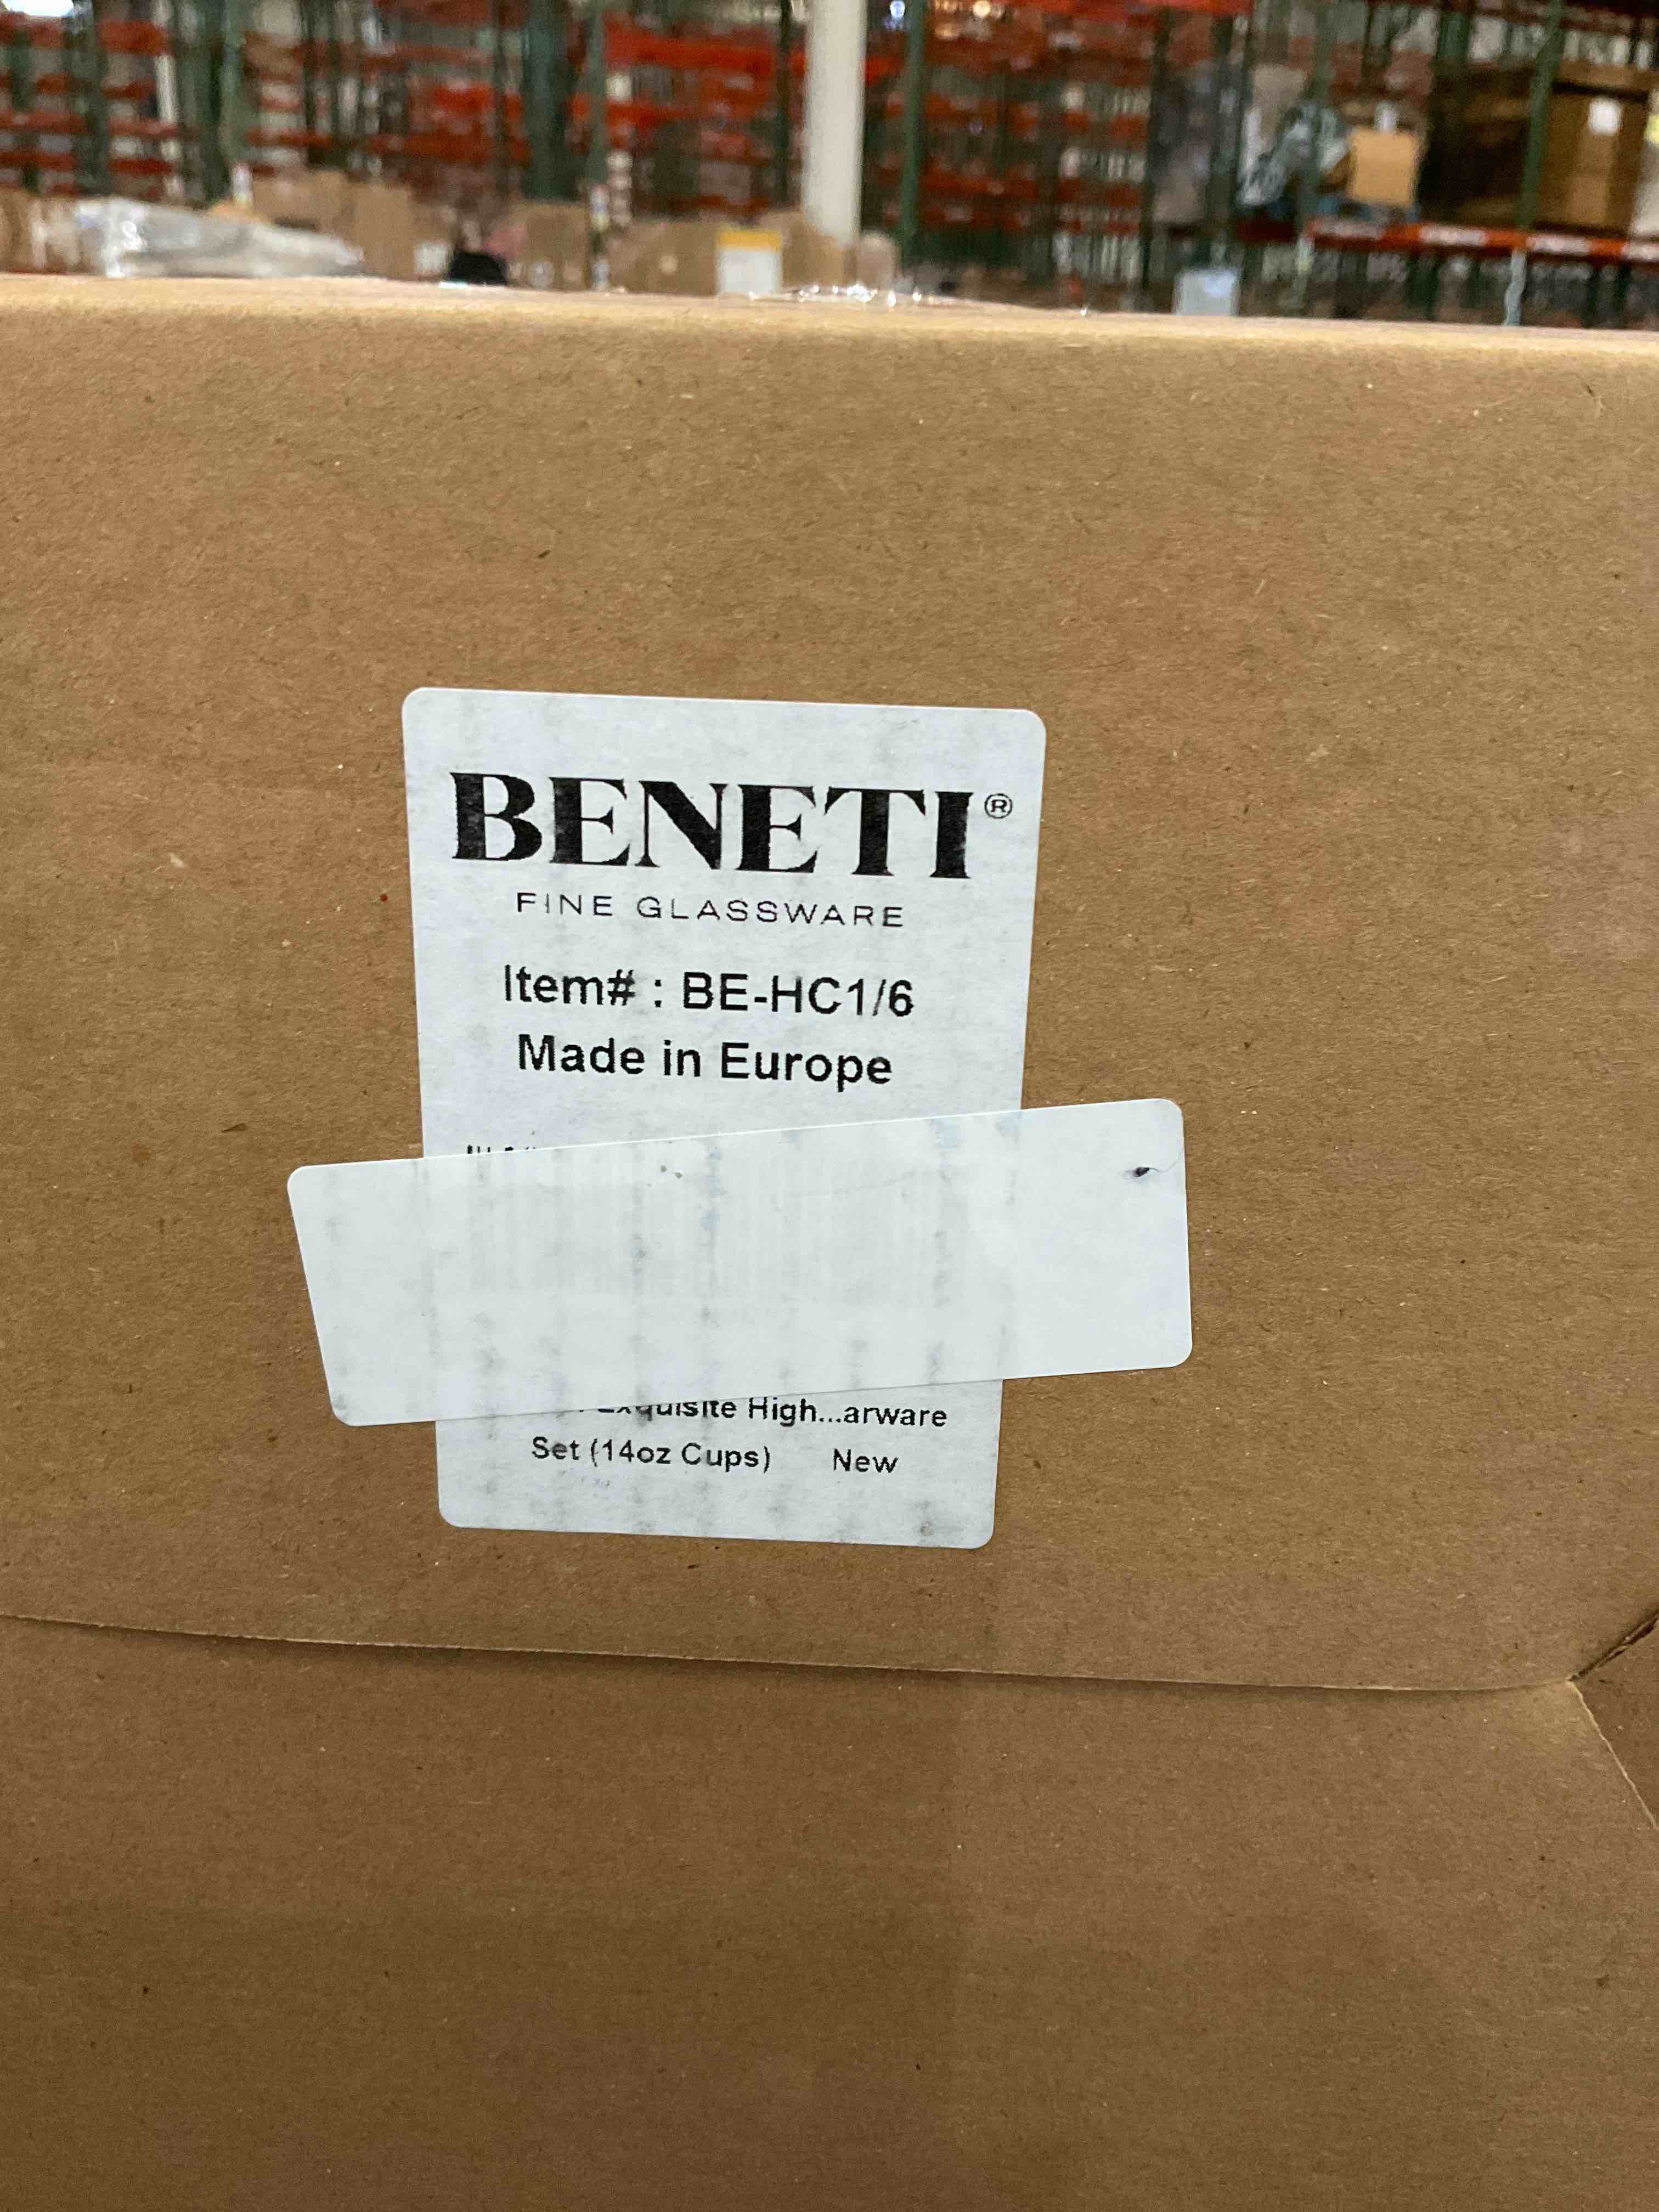 BENETI®
FINE GLASSWARE
Item# : BE-HC1/6
Made in Europe
Exquisite High...arware
Set (14oz Cups) New